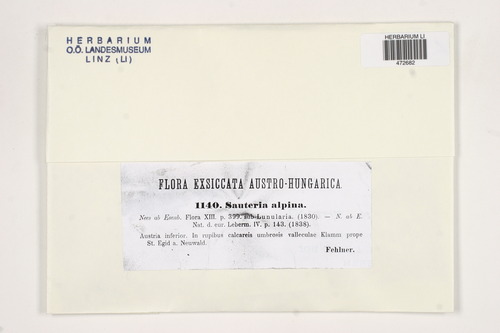 HERBARIUM
O.Ö. LANDESMUSEUM
LINZ (LI)
HERBARIUM LI
472682
FLORA EXSICCATA AUSTRO-HUNGARICA.
1140. Sauteria alpina.
Nees ab Esenb. Flora XIII. p. 399. sub Lunularia. (1830). — N. ab E.
Nat. d. eur. Leberm. IV. p. 143. (1838).
Austria inferior. In rupibus calcareis umbrosis valleculae Klamm prope
St. Egid a. Neuwald.
Fehlner.